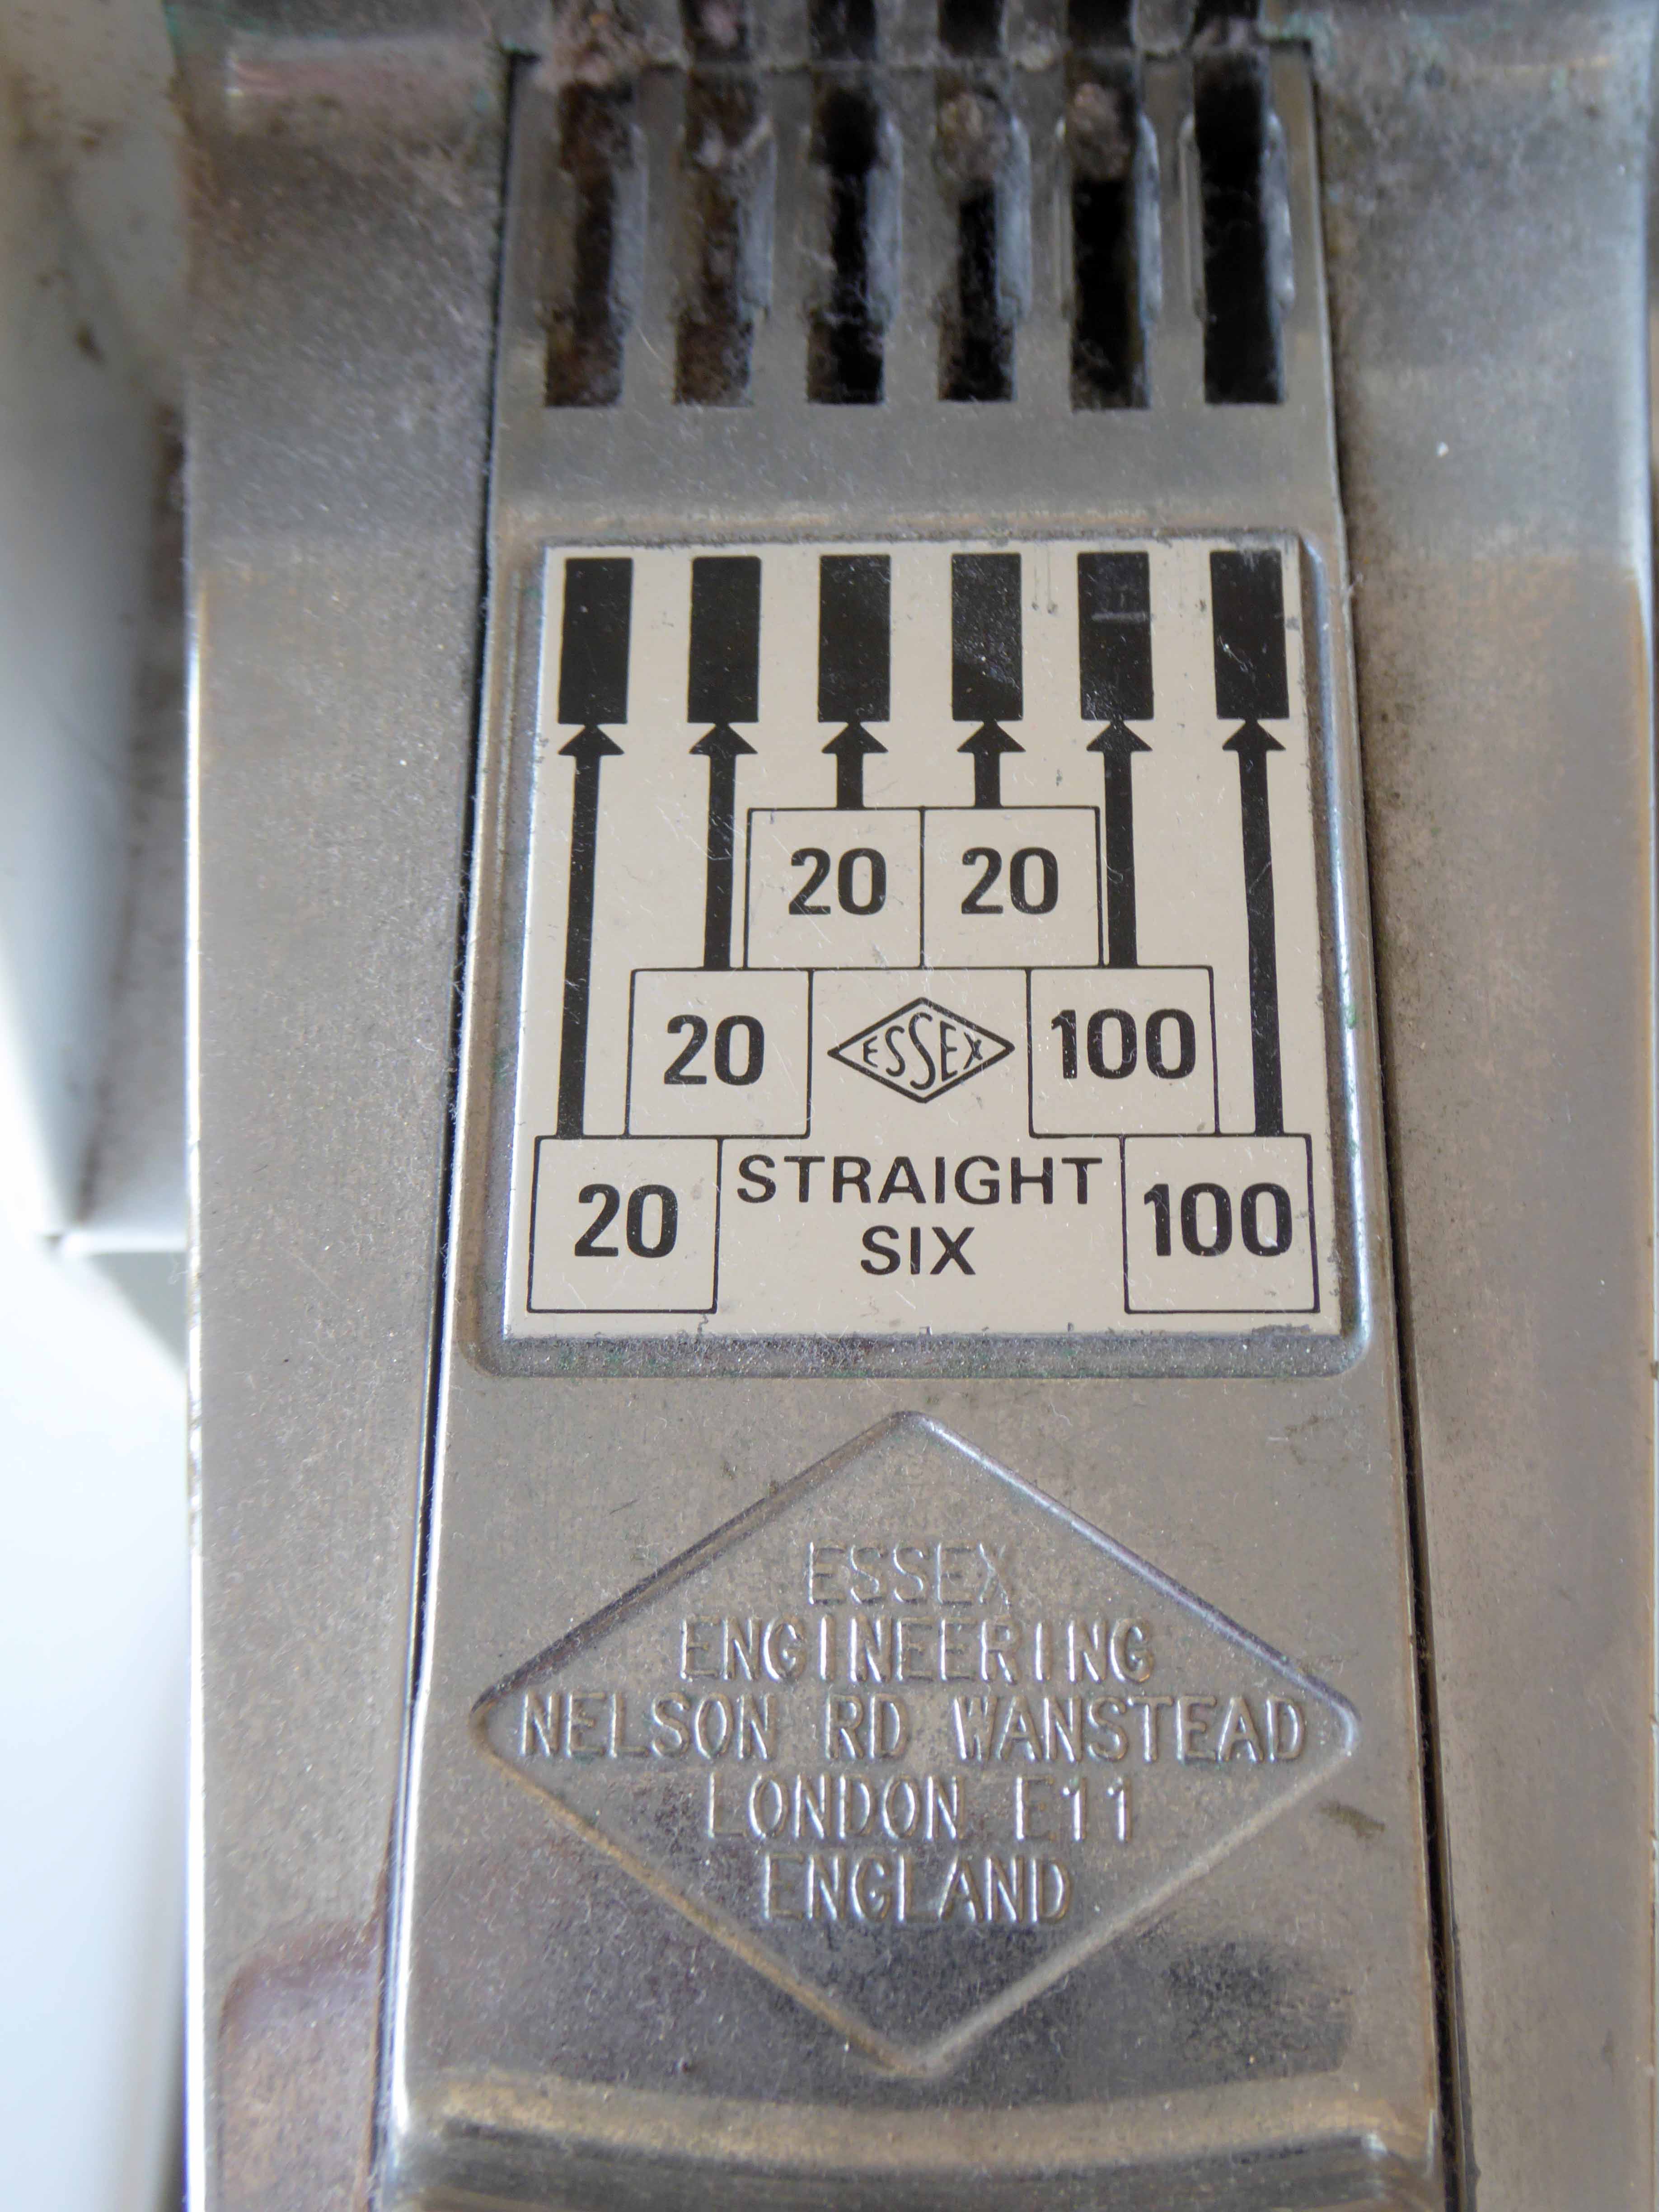 20 20
20 ESSEX 100
20 STRAIGHT 100
SIX
ESSEX
ENGINEERING
NELSON RD WANSTEAD
LONDON E11
ENGLAND